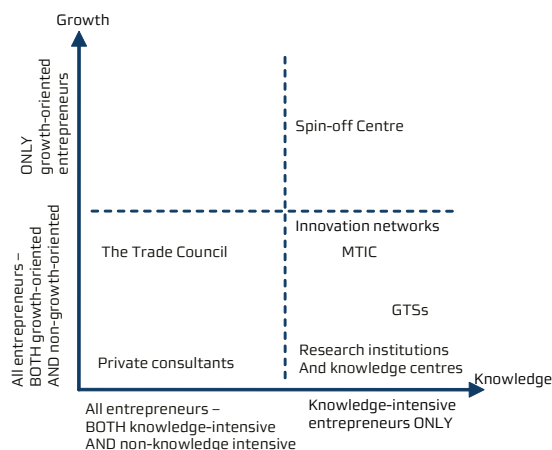 Growth
ONLY
growth-oriented
entrepreneurs
Spin-off Centre
All entrepreneurs –
BOTH growth-oriented
AND non-growth-oriented
Innovation networks
The Trade Council
MTIC
GTSs
Private consultants
Research institutions
And knowledge centres
Knowledge
All entrepreneurs –
BOTH knowledge-intensive
AND non-knowledge intensive
Knowledge-intensive
entrepreneurs ONLY